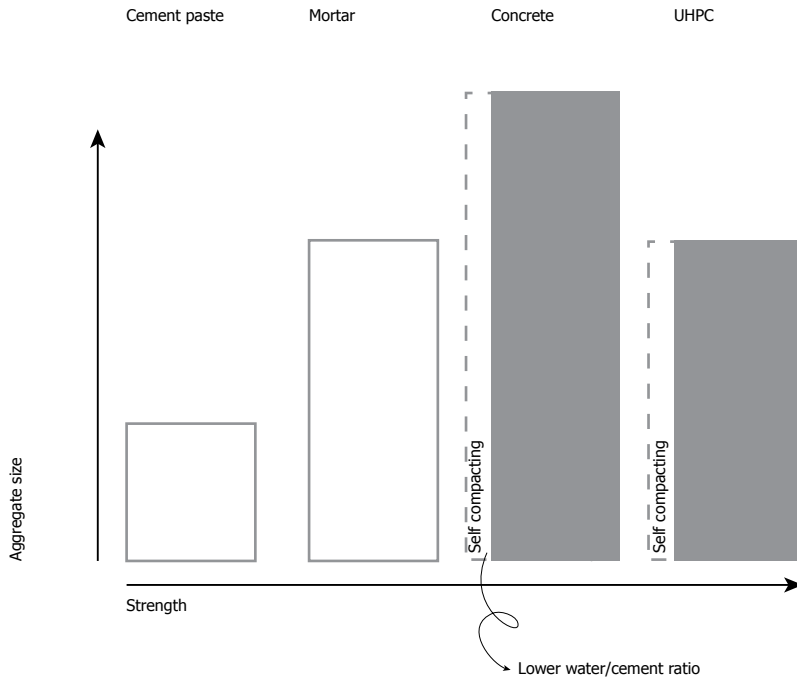 Cement paste
Mortar
Concrete
UHPC
Aggregate size
Self compacting
Self compacting
Strength
Lower water/cement ratio